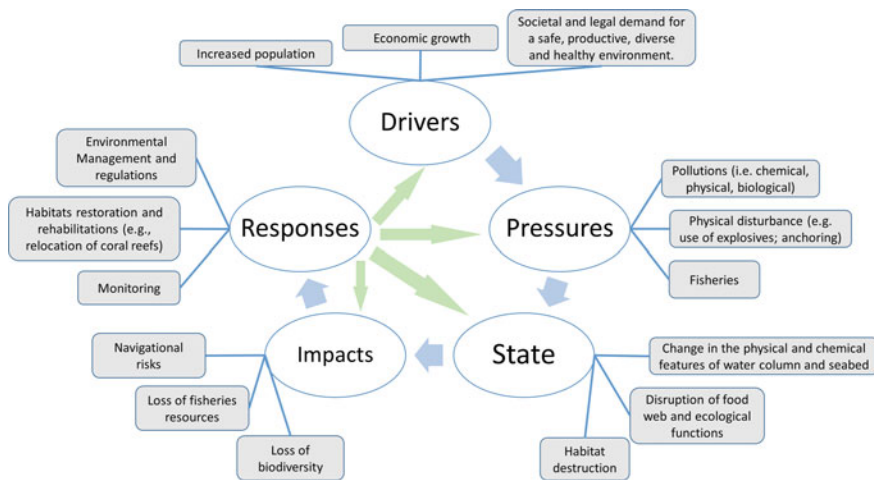 Increased population
Economic growth
Societal and legal demand for
a safe, productive, diverse
and healthy environment.
Drivers
Environmental
Management and
regulations
Habitats restoration and
rehabilitations (e.g.,
relocation of coral reefs)
Monitoring
Responses
Pressures
Pollutions (i.e. chemical,
physical, biological)
Physical disturbance (e.g.
use of explosives; anchoring)
Fisheries
Impacts
State
Navigational
risks
Loss of fisheries
resources
Loss of
biodiversity
Change in the physical and chemical
features of water column and seabed
Disruption of food
web and ecological
functions
Habitat
destruction